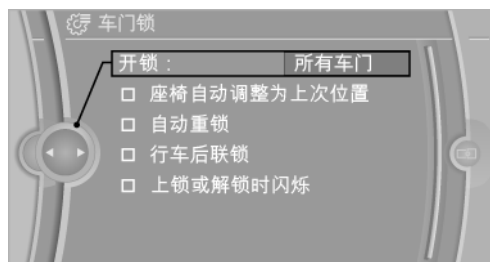 车门锁
开锁： 所有车门
座椅自动调整为上次位置
自动重锁
行车后联锁
上锁或解锁时闪烁